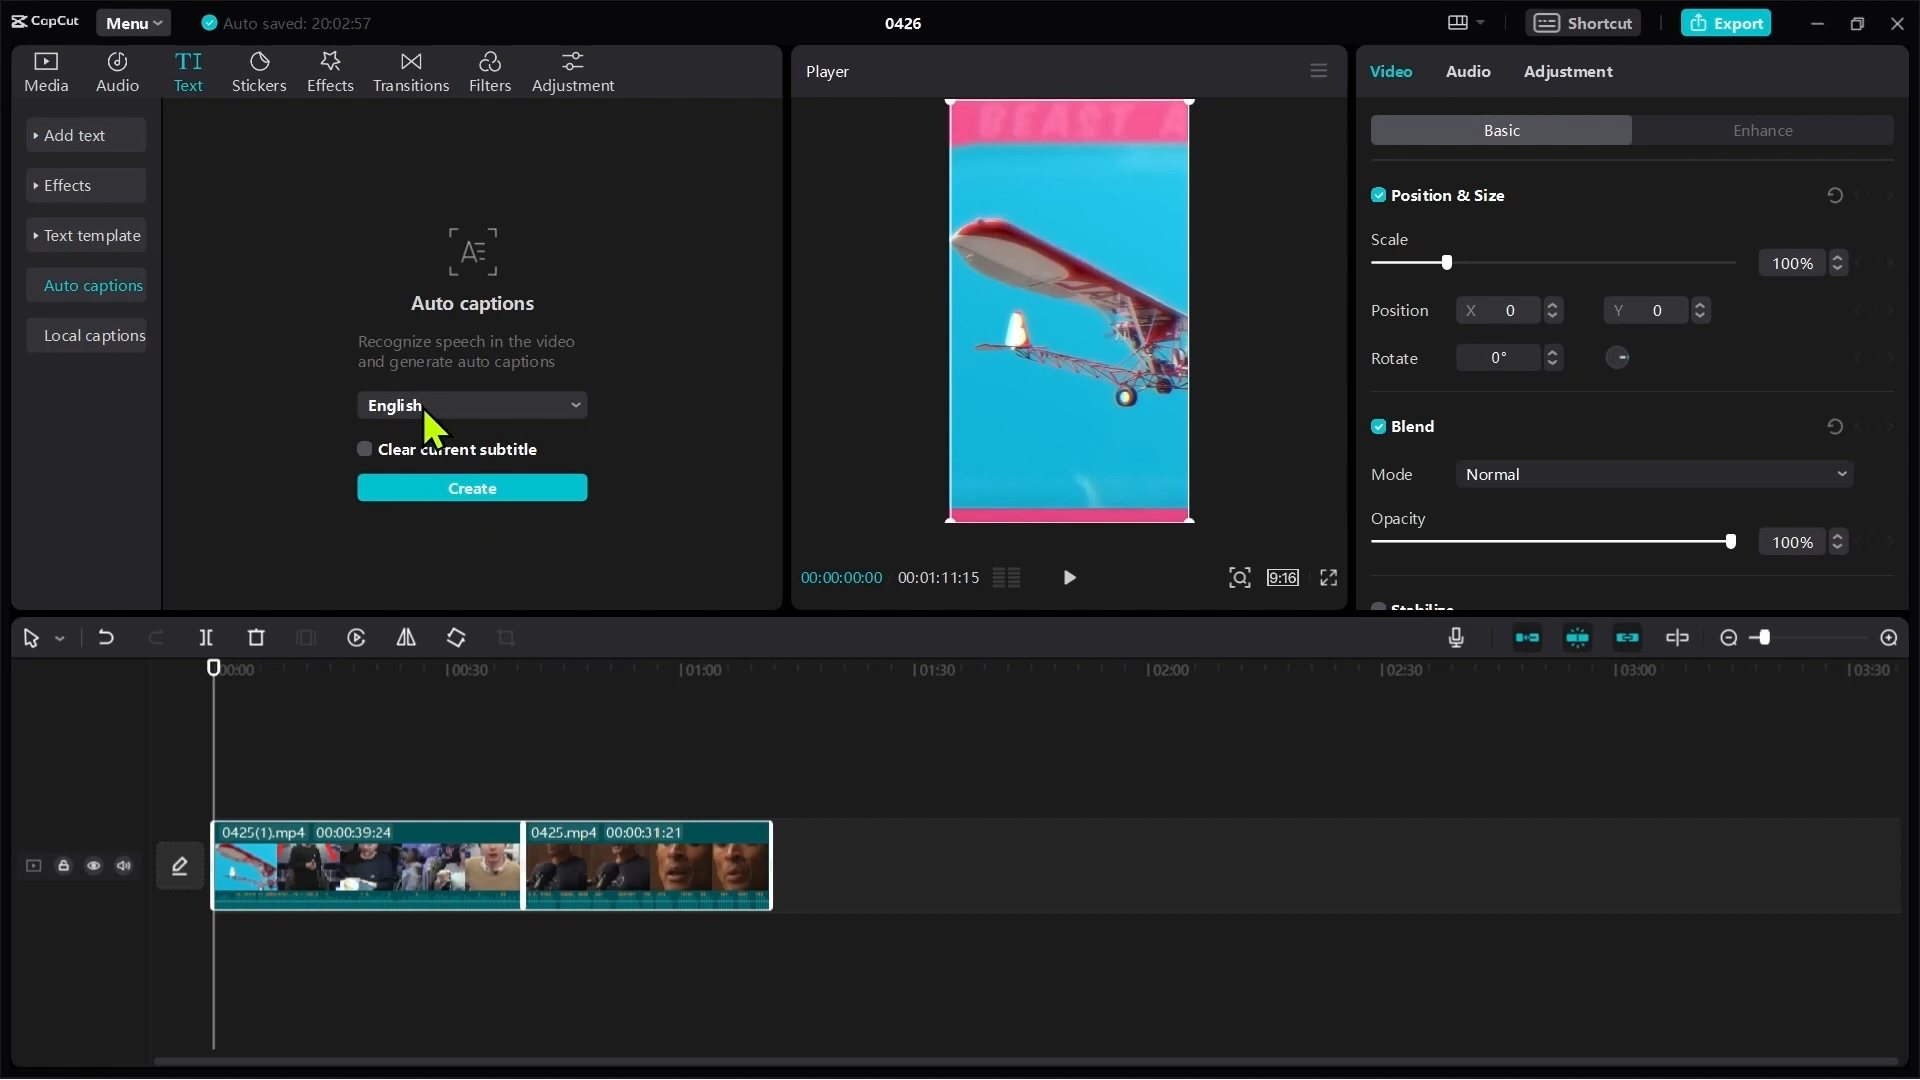 CapCut Menu Auto saved: 20:02:57 0426 Shortcut Export
Media Audio Text Stickers Effects Transitions Filters Adjustment
Add text
Effects
Text template
Auto captions
Local captions
Auto captions
Recognize speech in the video
and generate auto captions
English
Clear current subtitle
Create
Player
BEAST A
00:00:00:00 00:01:11:15 9:16
Video Audio Adjustment
Basic Enhance
Position & Size
Scale
100%
Position X 0 Y 0
Rotate 0°
Blend
Mode Normal
Opacity
100%
Stabilize
00:00 00:30 01:00 01:30 02:00 02:30 03:00 03:30
0425(1).mp4 00:00:39:24 0425.mp4 00:00:31:21